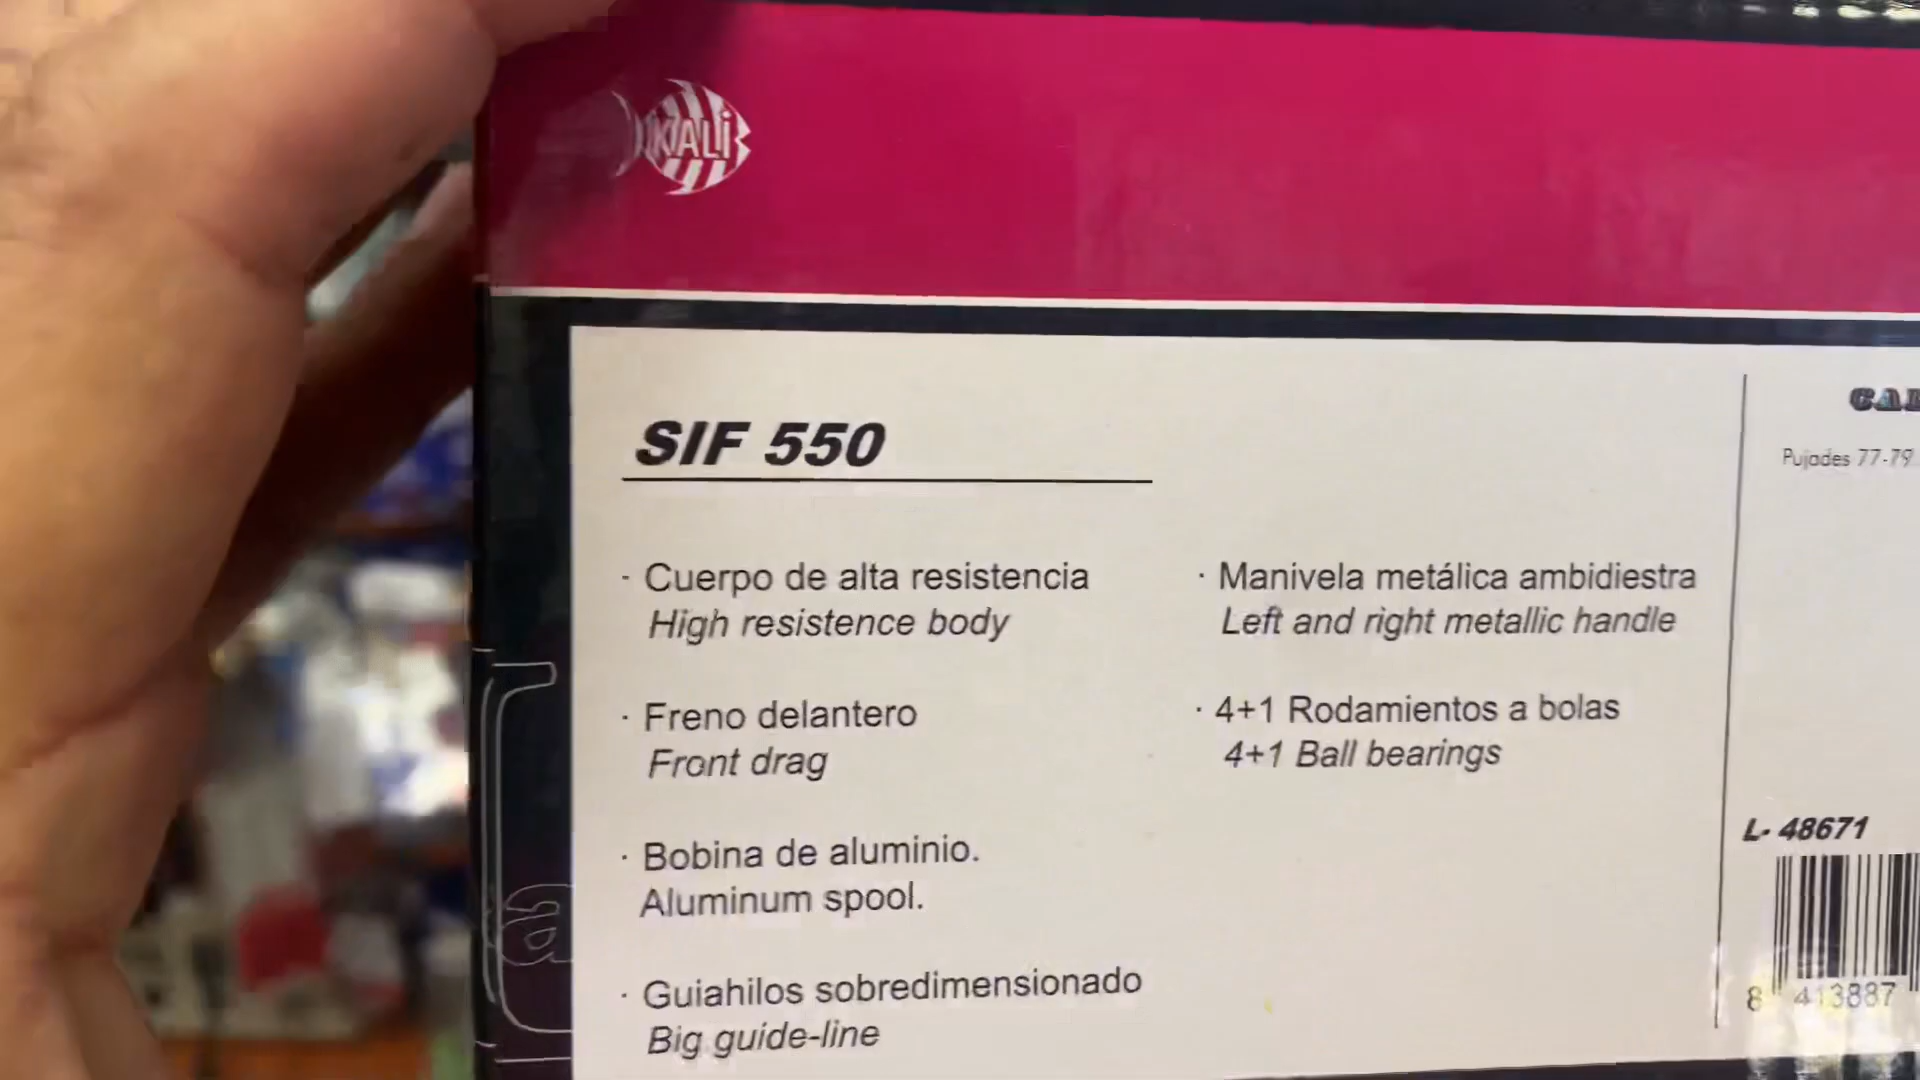 KALi
SIF 550
· Cuerpo de alta resistencia
High resistence body
· Freno delantero
Front drag
· Bobina de aluminio.
Aluminum spool.
· Guiahilos sobredimensionado
Big guide-line
· Manivela metálica ambidiestra
Left and right metallic handle
· 4+1 Rodamientos a bolas
4+1 Ball bearings
Pujades 77-79
L- 48671
8 413887